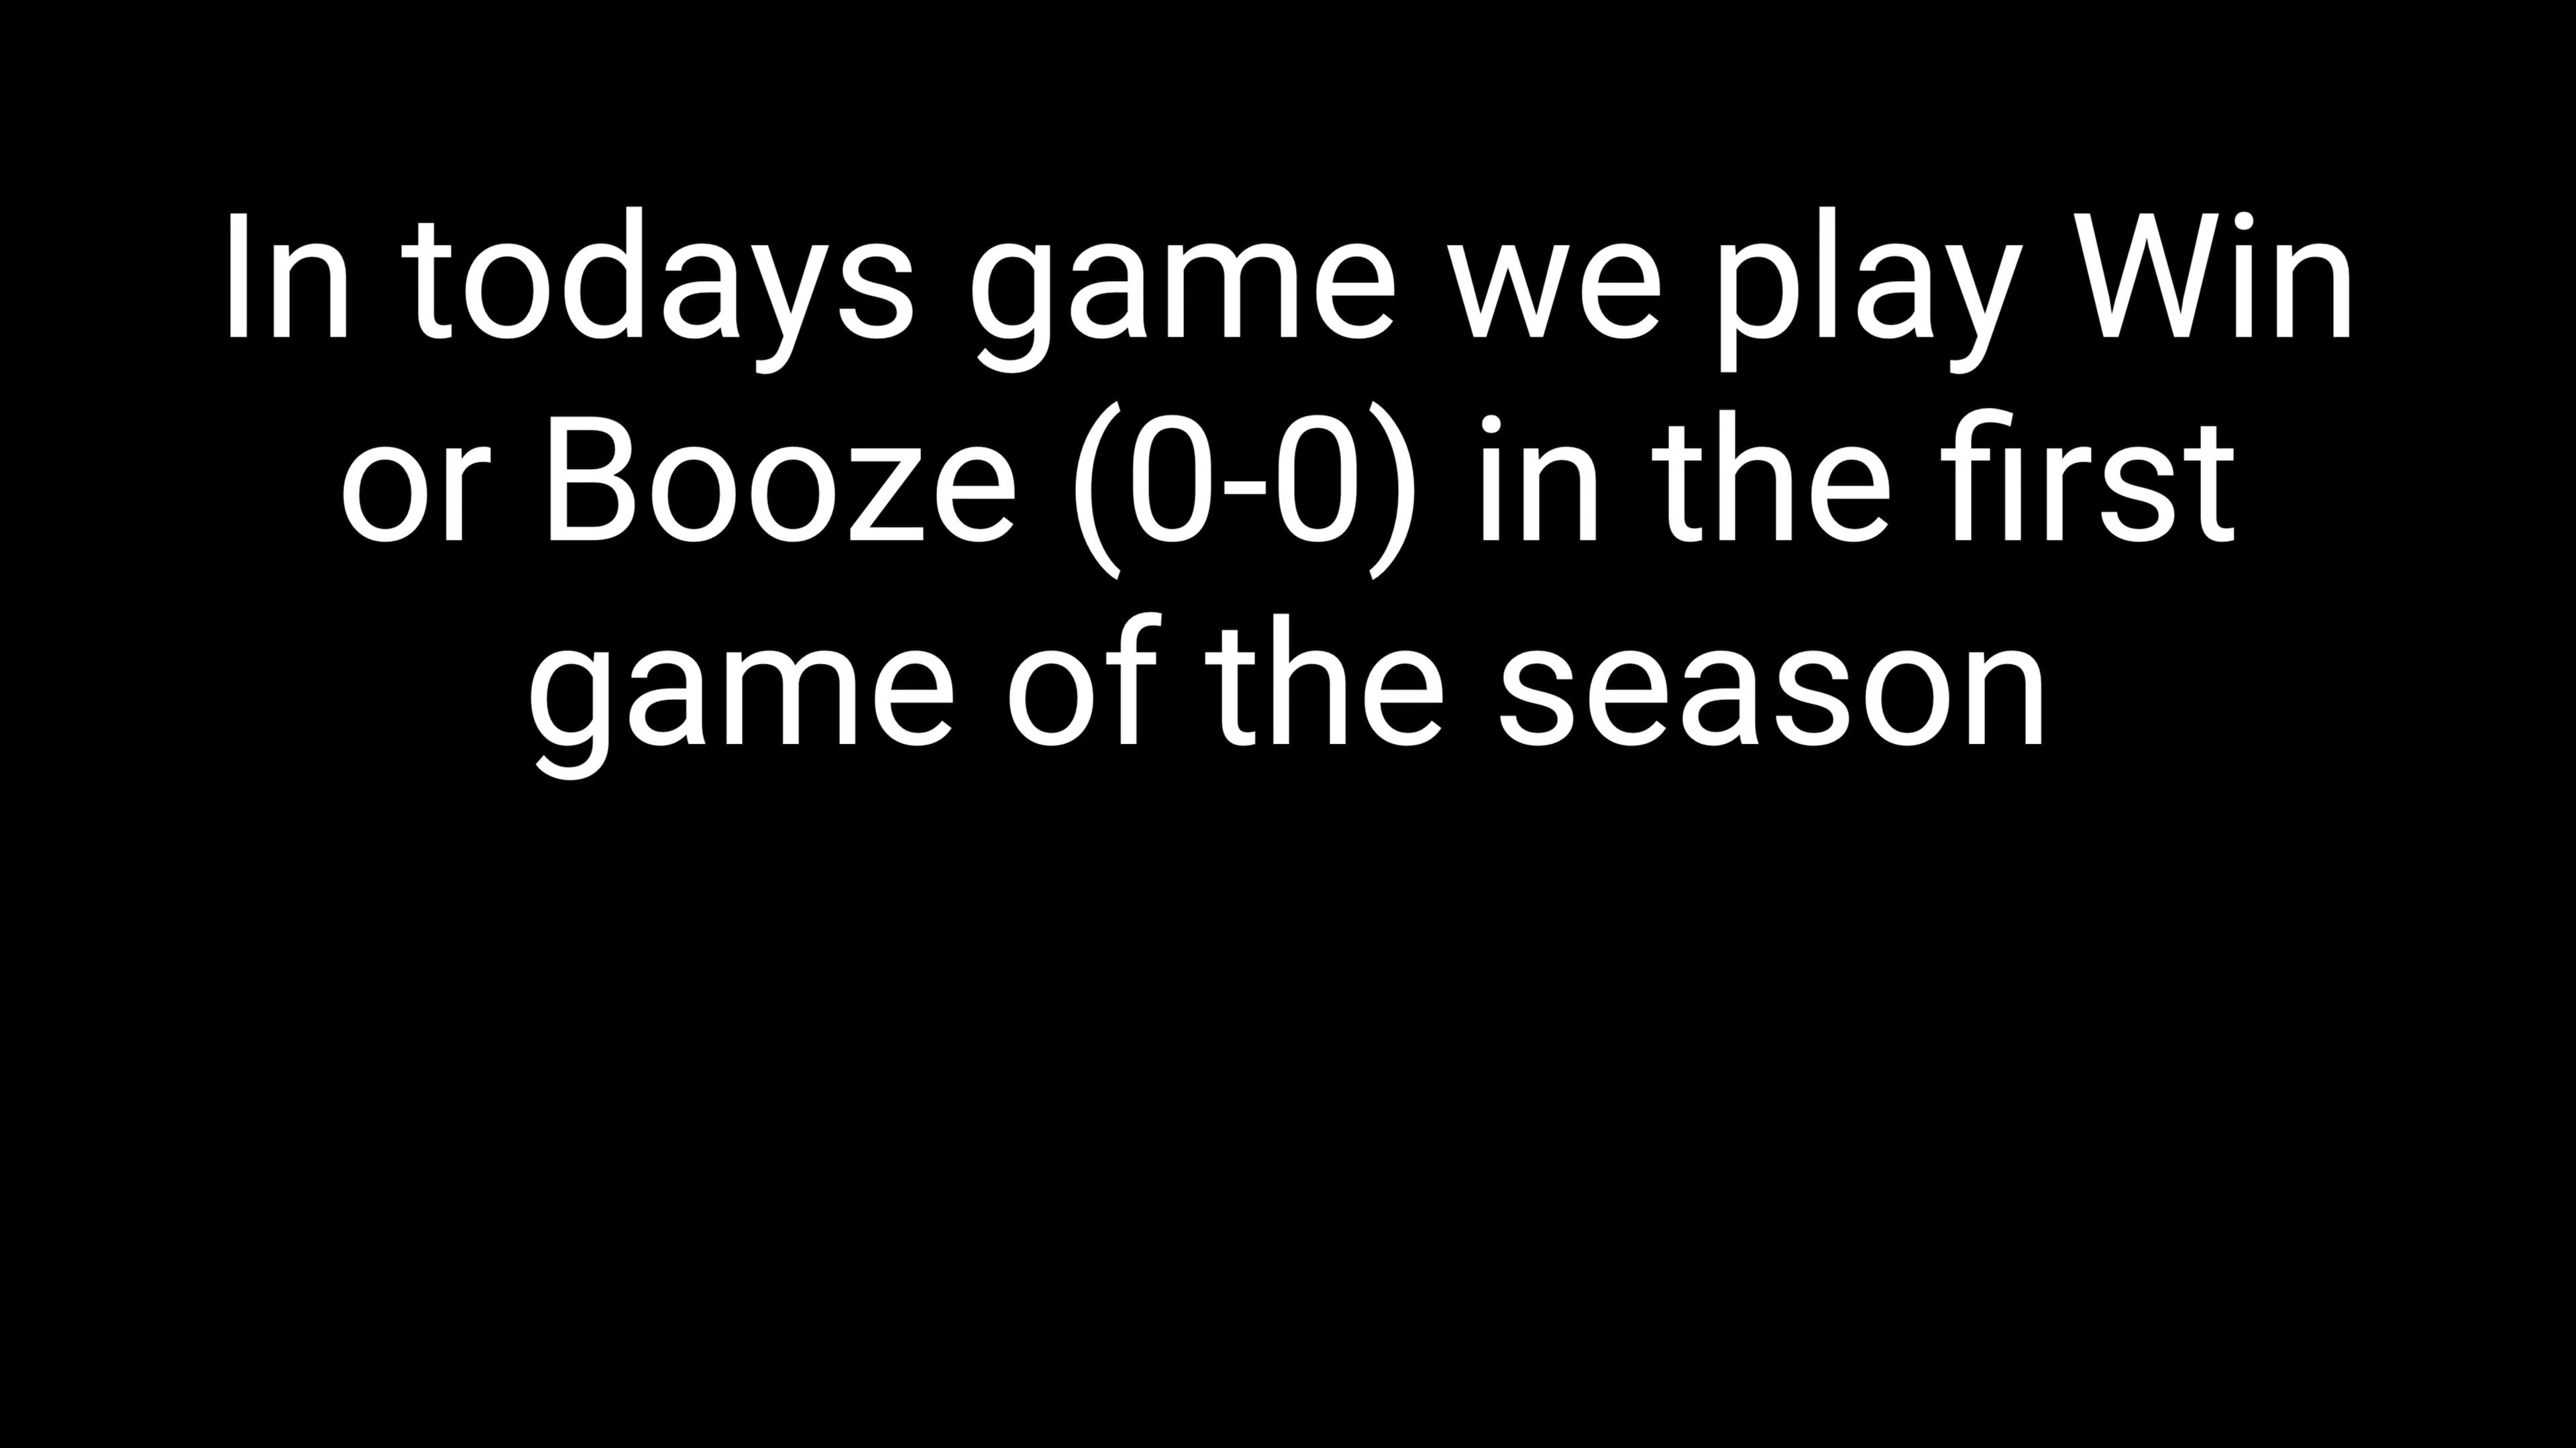 In todays game we play Win
or Booze (0-0) in the first
game of the season